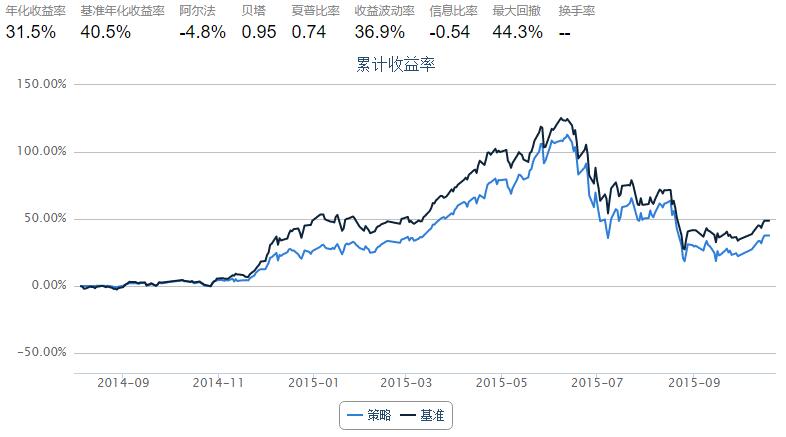 年化收益率 基准年化收益率 阿尔法 贝塔 夏普比率 收益波动率 信息比率 最大回撤 换手率
31.5% 40.5% -4.8% 0.95 0.74 36.9% -0.54 44.3% --
累计收益率
150.00%
100.00%
50.00%
0.00%
-50.00%
2014-09 2014-11 2015-01 2015-03 2015-05 2015-07 2015-09
策略 基准